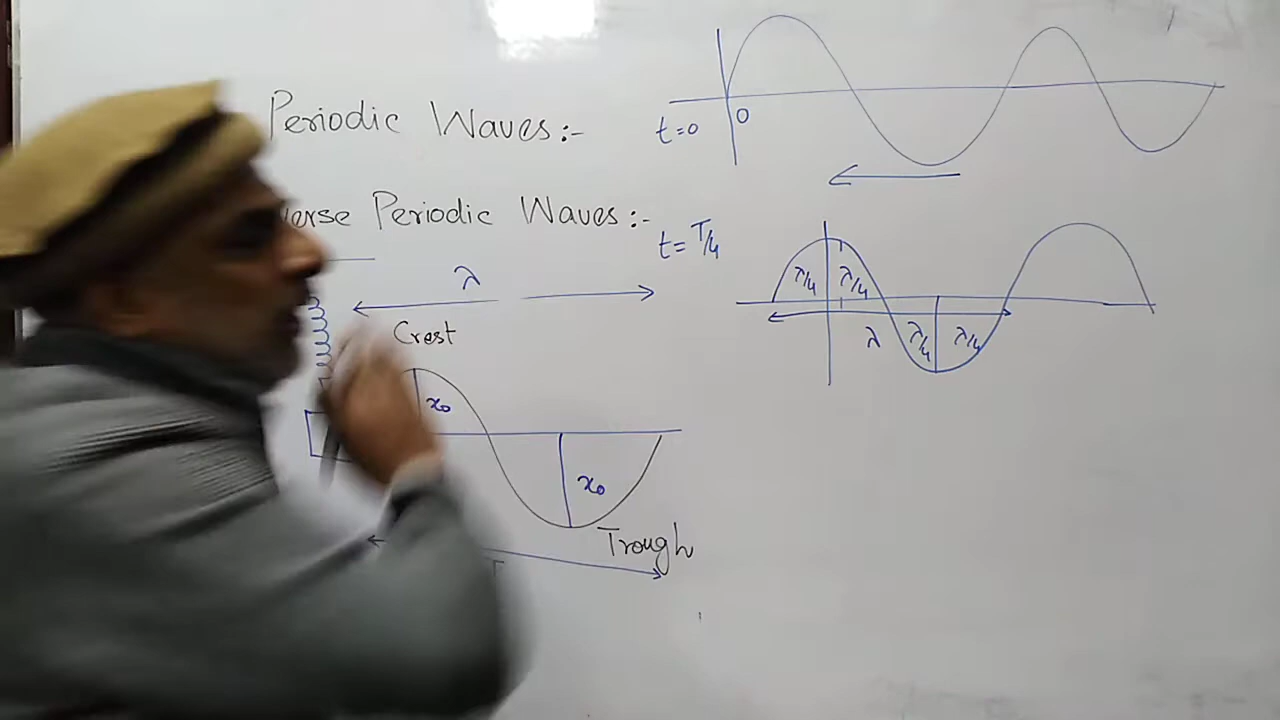 Periodic Waves:-
verse Periodic Waves:-
λ
Crest
x₀
x₀
Trough
T
t=0
0
t=T/4
λ/4 λ/4
λ λ/4 λ/4